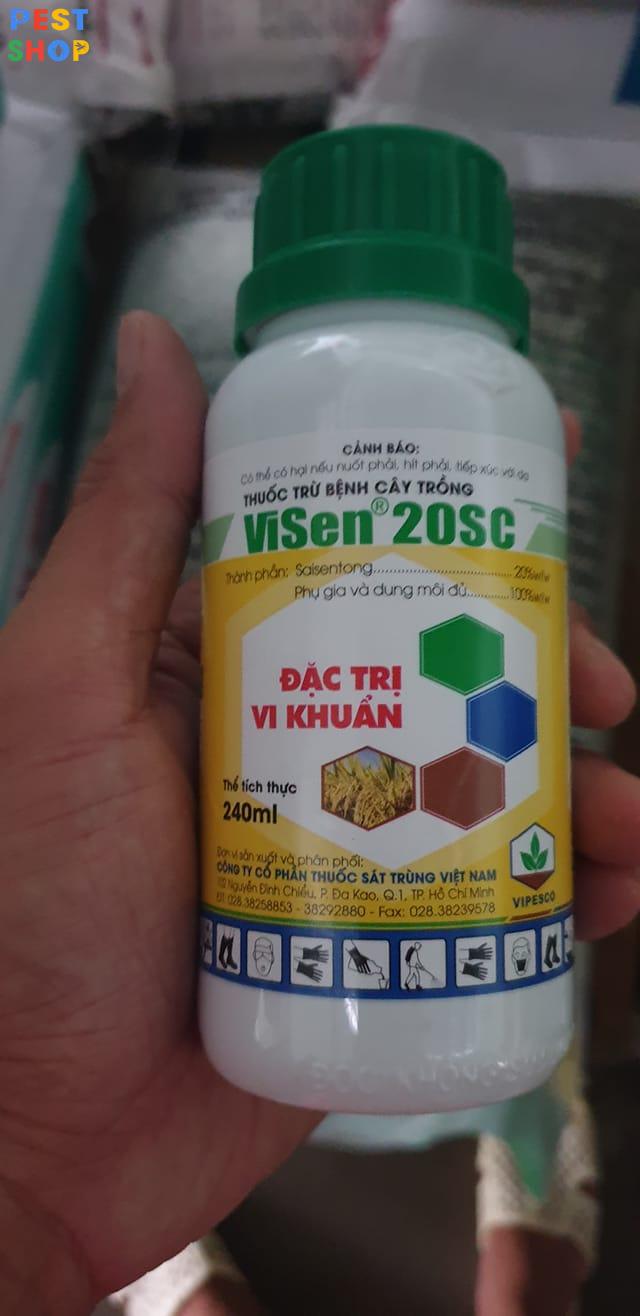 PEST
SHOP
CẢNH BÁO:
Có thể có hại nếu nuốt phải, hít phải, tiếp xúc với da
THUỐC TRỪ BỆNH CÂY TRỒNG
ViSen® 20SC
Thành phần: Saisentong....................................20%w/w
Phụ gia và dung môi đủ...........100%w/w
ĐẶC TRỊ
VI KHUẨN
Thể tích thực
240ml
Đơn vị sản xuất và phân phối:
CÔNG TY CỔ PHẦN THUỐC SÁT TRÙNG VIỆT NAM
102 Nguyễn Đình Chiểu, P. Đa Kao, Q.1, TP. Hồ Chí Minh
ĐT: 028.38258853 - 38292880 - Fax: 028.38239578
VIPESCO